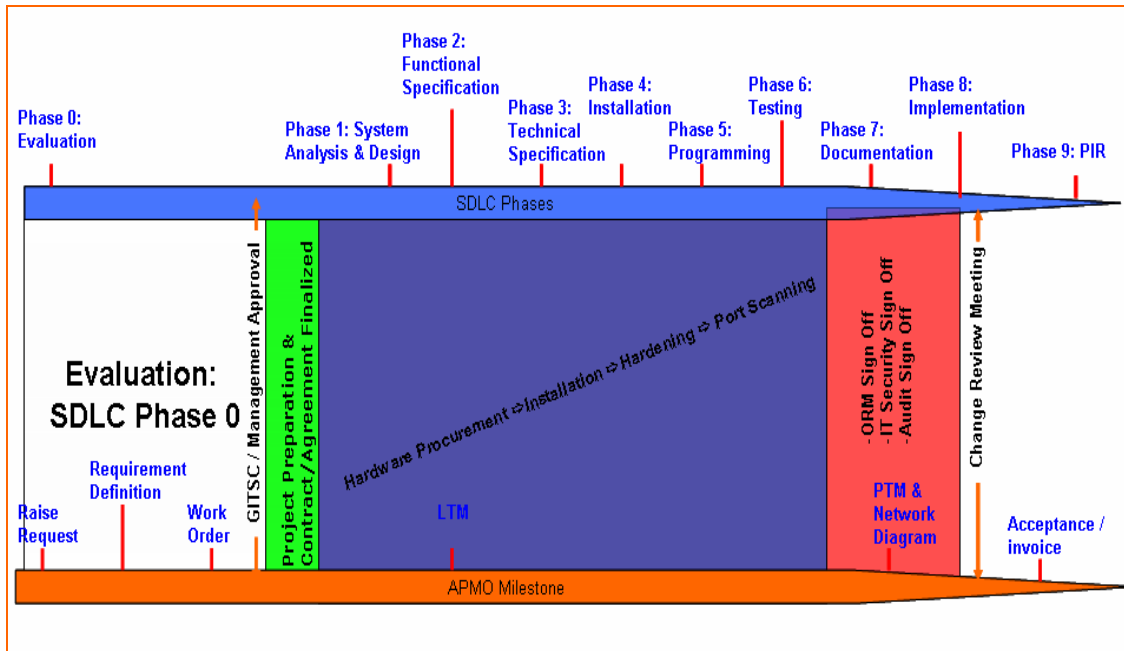 Phase 0:
Evaluation
Phase 1: System
Analysis & Design
Phase 2:
Functional
Specification
Phase 3:
Technical
Specification
Phase 4:
Installation
Phase 5:
Programming
Phase 6:
Testing
Phase 7:
Documentation
Phase 8:
Implementation
Phase 9: PIR
SDLC Phases
Evaluation:
SDLC Phase 0
GITSC / Management Approval
Project Preparation &
Contract/Agreement Finalized
Hardware Procurement ➩Installation ➩Hardening ➩ Port Scanning
-ORM Sign Off
-IT Security Sign Off
-Audit Sign Off
Change Review Meeting
Raise
Request
Requirement
Definition
Work
Order
LTM
PTM &
Network
Diagram
Acceptance /
invoice
APMO Milestone